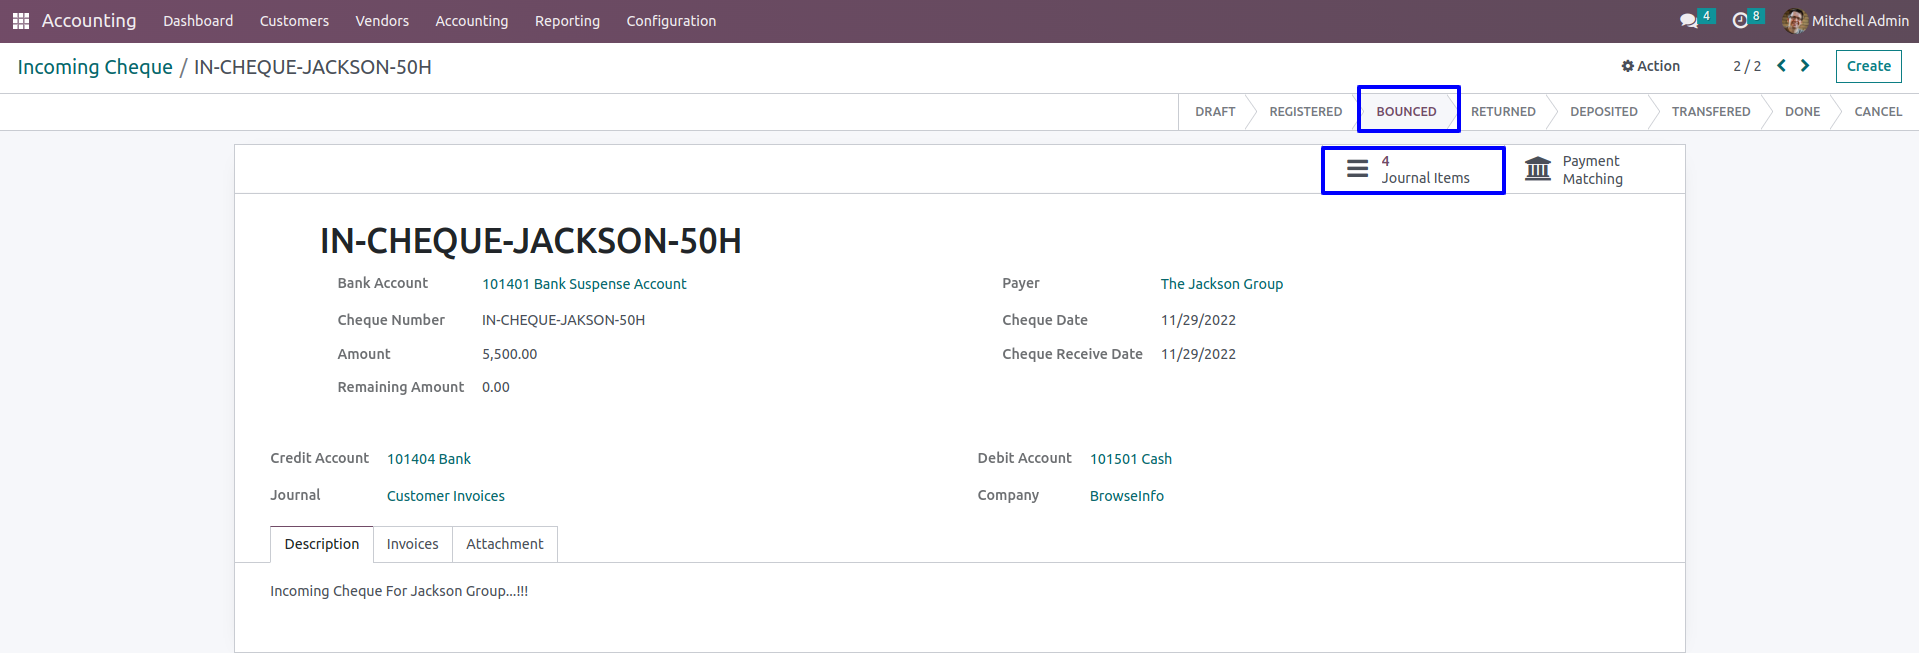 Accounting Dashboard Customers Vendors Accounting Reporting Configuration 4 8 Mitchell Admin
Incoming Cheque / IN-CHEQUE-JACKSON-50H Action 2 / 2 Create
DRAFT REGISTERED BOUNCED RETURNED DEPOSITED TRANSFERED DONE CANCEL
4 Payment
Journal Items Matching
IN-CHEQUE-JACKSON-50H
Bank Account 101401 Bank Suspense Account Payer The Jackson Group
Cheque Number IN-CHEQUE-JAKSON-50H Cheque Date 11/29/2022
Amount 5,500.00 Cheque Receive Date 11/29/2022
Remaining Amount 0.00
Credit Account 101404 Bank Debit Account 101501 Cash
Journal Customer Invoices Company BrowseInfo
Description Invoices Attachment
Incoming Cheque For Jackson Group...!!!